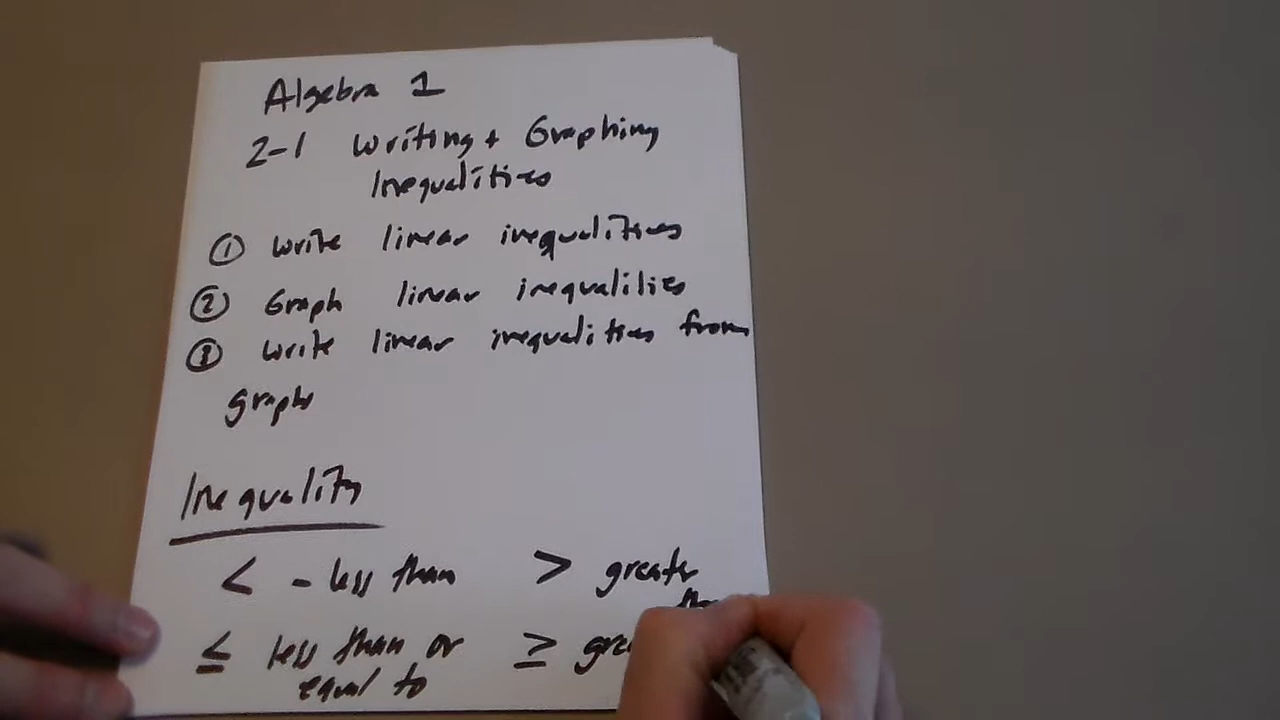 Algebra 1
2-1 Writing + Graphing
Inequalities
① Write linear inequalities
② Graph linear inequalities
③ Write linear inequalities from
graphs
Inequality
< - less than > greater
≤ less than or ≥
equal to